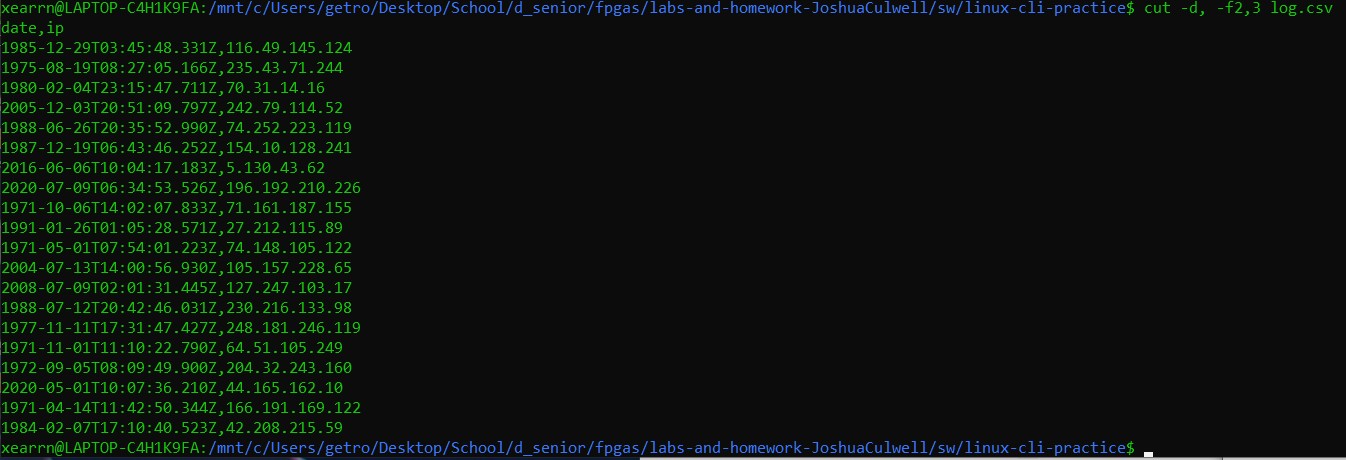 xearrn@LAPTOP-C4H1K9FA:/mnt/c/Users/getro/Desktop/School/d_senior/fpgas/labs-and-homework-JoshuaCulwell/sw/linux-cli-practice$ cut -d, -f2,3 log.csv
date,ip
1985-12-29T03:45:48.331Z,116.49.145.124
1975-08-19T08:27:05.166Z,235.43.71.244
1980-02-04T23:15:47.711Z,70.31.14.16
2005-12-03T20:51:09.797Z,242.79.114.52
1988-06-26T20:35:52.990Z,74.252.223.119
1987-12-19T06:43:46.252Z,154.10.128.241
2016-06-06T10:04:17.183Z,5.130.43.62
2020-07-09T06:34:53.526Z,196.192.210.226
1971-10-06T14:02:07.833Z,71.161.187.155
1991-01-26T01:05:28.571Z,27.212.115.89
1971-05-01T07:54:01.223Z,74.148.105.122
2004-07-13T14:00:56.930Z,105.157.228.65
2008-07-09T02:01:31.445Z,127.247.103.17
1988-07-12T20:42:46.031Z,230.216.133.98
1977-11-11T17:31:47.427Z,248.181.246.119
1971-11-01T11:10:22.790Z,64.51.105.249
1972-09-05T08:09:49.900Z,204.32.243.160
2020-05-01T10:07:36.210Z,44.165.162.10
1971-04-14T11:42:50.344Z,166.191.169.122
1984-02-07T17:10:40.523Z,42.208.215.59
xearrn@LAPTOP-C4H1K9FA:/mnt/c/Users/getro/Desktop/School/d_senior/fpgas/labs-and-homework-JoshuaCulwell/sw/linux-cli-practice$